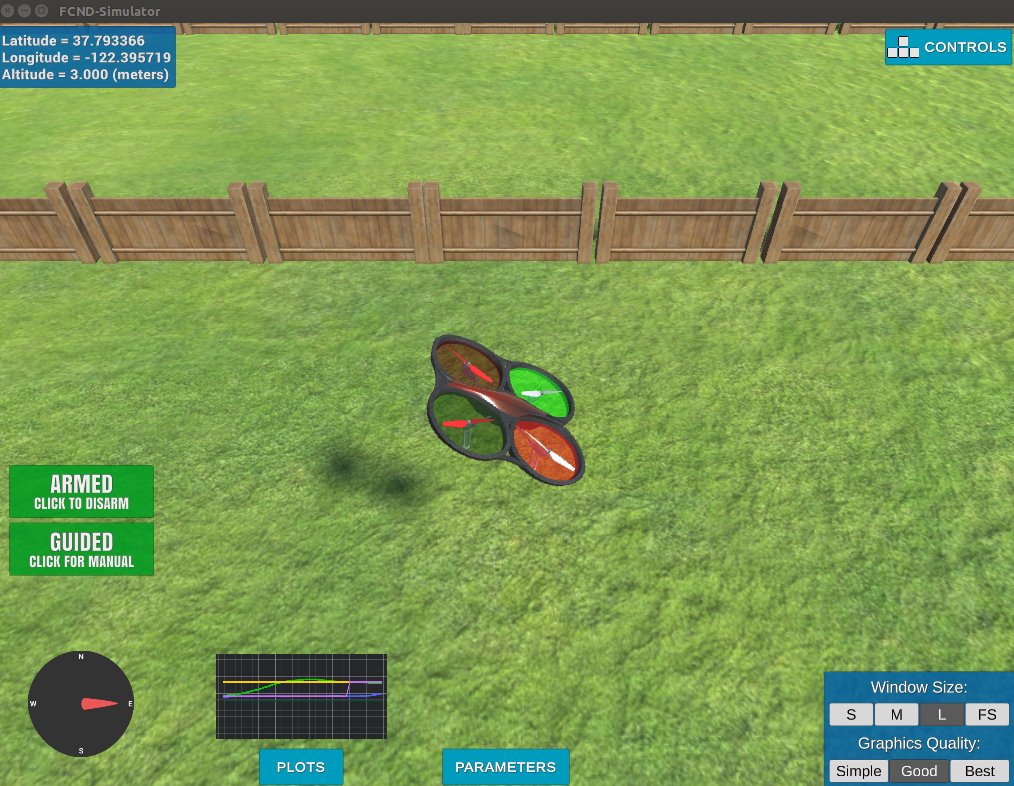 FCND-Simulator
Latitude = 37.793366
Longitude = -122.395719
Altitude = 3.000 (meters)
CONTROLS
ARMED
CLICK TO DISARM
GUIDED
CLICK FOR MANUAL
N
W E
S
PLOTS
PARAMETERS
Window Size:
S M L FS
Graphics Quality:
Simple Good Best